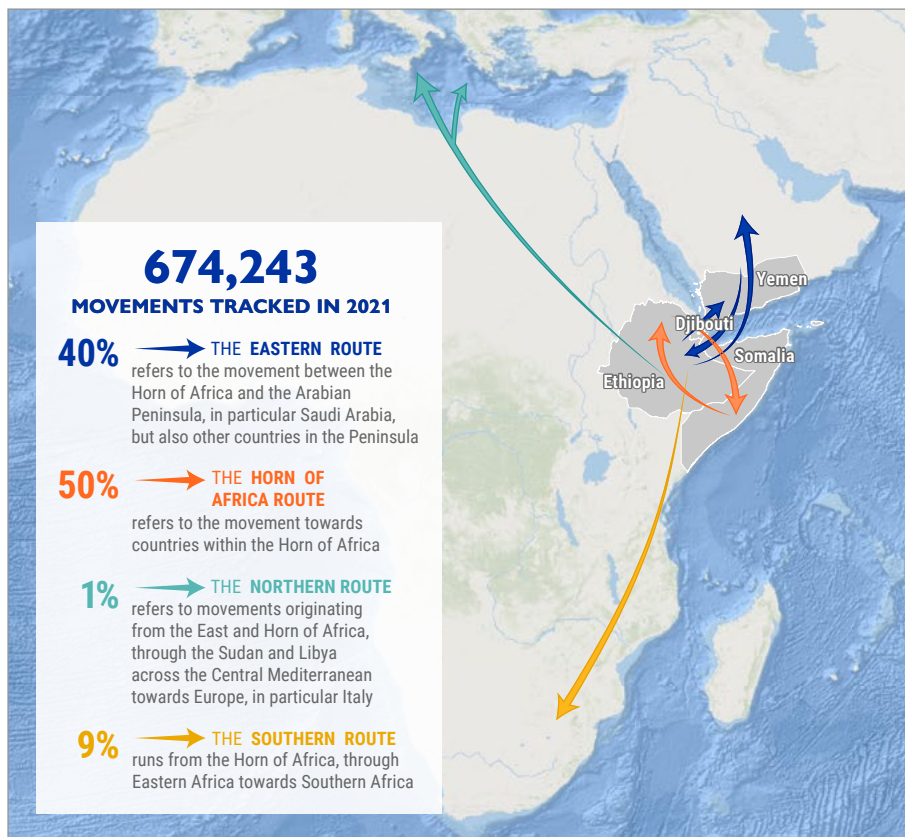 674,243
MOVEMENTS TRACKED IN 2021
40% THE EASTERN ROUTE
refers to the movement between the
Horn of Africa and the Arabian
Peninsula, in particular Saudi Arabia,
but also other countries in the Peninsula
50% THE HORN OF
AFRICA ROUTE
refers to the movement towards
countries within the Horn of Africa
1% THE NORTHERN ROUTE
refers to movements originating
from the East and Horn of Africa,
through the Sudan and Libya
across the Central Mediterranean
towards Europe, in particular Italy
9% THE SOUTHERN ROUTE
runs from the Horn of Africa, through
Eastern Africa towards Southern Africa
Yemen
Djibouti
Somalia
Ethiopia